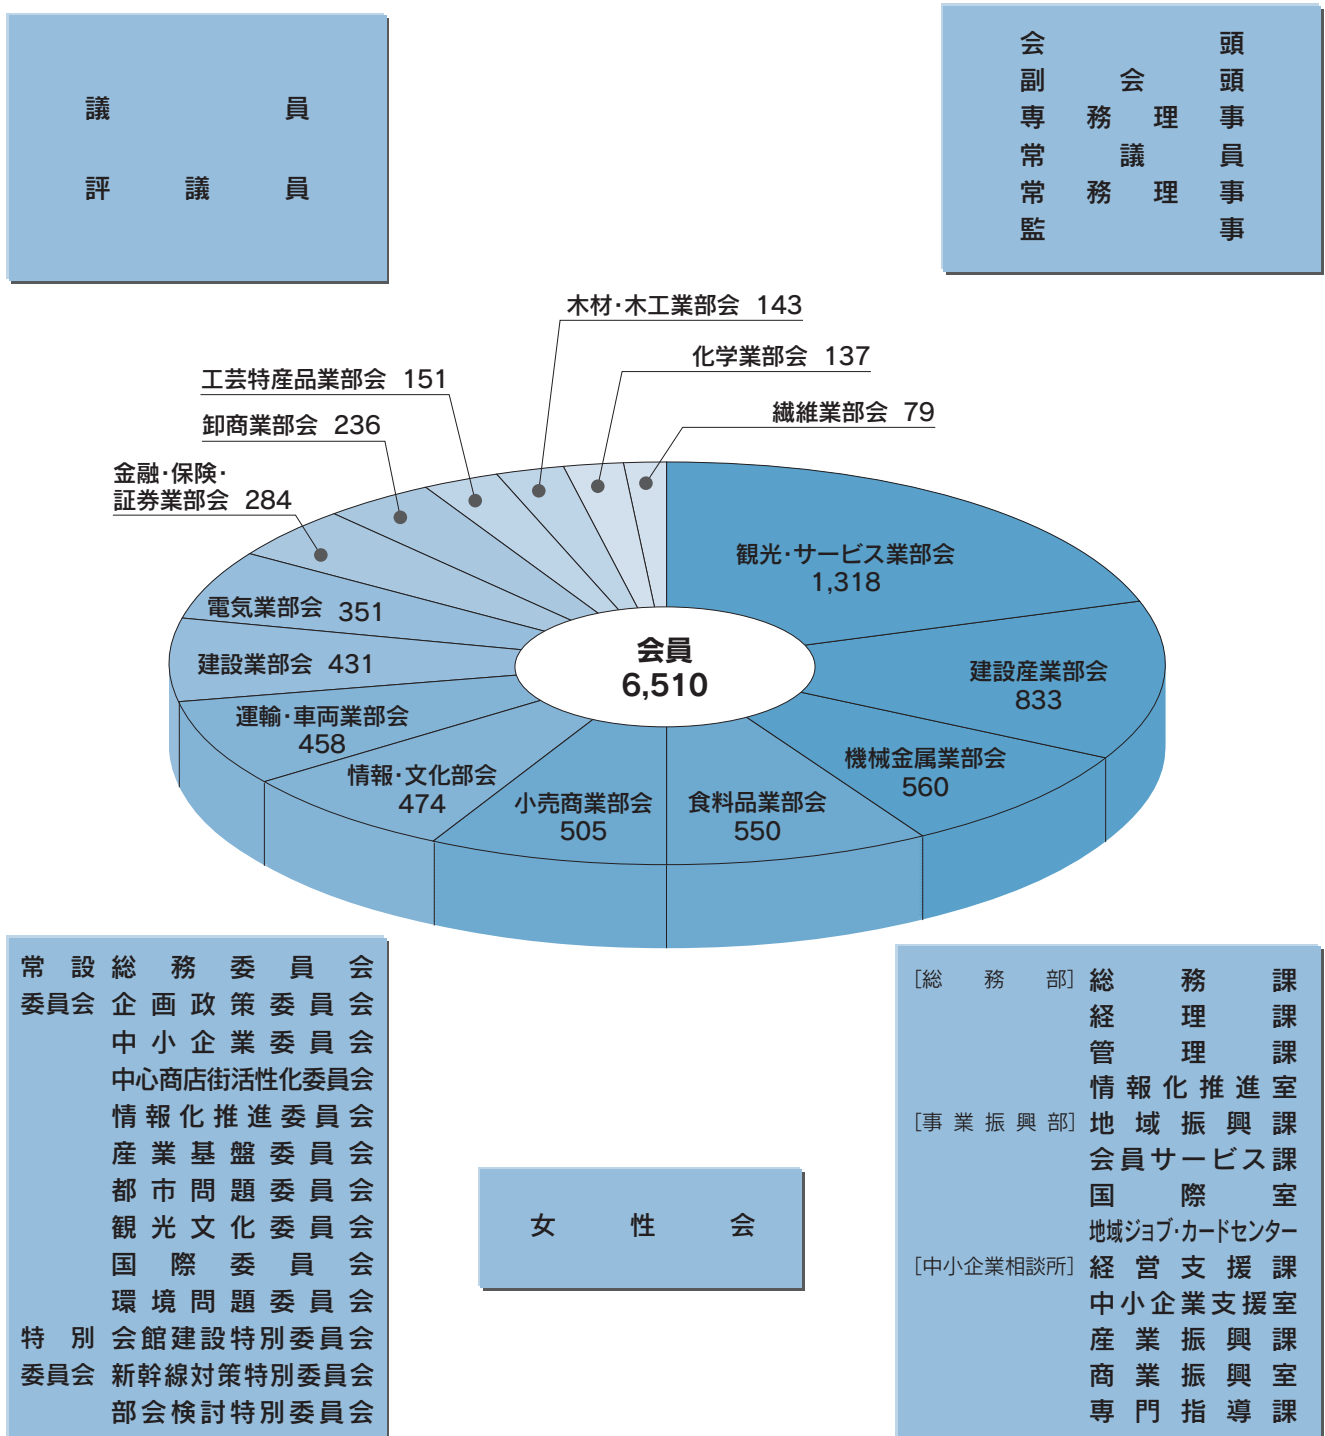 議員
評議員
会頭
副会頭
専務理事
常議員
常務理事
監事
木材・木工業部会 143
化学業部会 137
工芸特産品業部会 151
繊維業部会 79
卸商業部会 236
金融・保険・
証券業部会 284
観光・サービス業部会
1,318
電気業部会 351
建設業部会 431
会員
6,510
建設産業部会
833
運輸・車両業部会
458
機械金属業部会
560
情報・文化部会
474
小売商業部会
505
食料品業部会
550
常設 総務委員会
委員会 企画政策委員会
中小企業委員会
中心商店街活性化委員会
情報化推進委員会
産業基盤委員会
都市問題委員会
観光文化委員会
国際委員会
環境問題委員会
特別 会館建設特別委員会
委員会 新幹線対策特別委員会
部会検討特別委員会
女性会
[総務部] 総務課
経理課
管理課
情報化推進室
[事業振興部] 地域振興課
会員サービス課
国際室
地域ジョブ・カードセンター
[中小企業相談所] 経営支援課
中小企業支援室
産業振興課
商業振興室
専門指導課